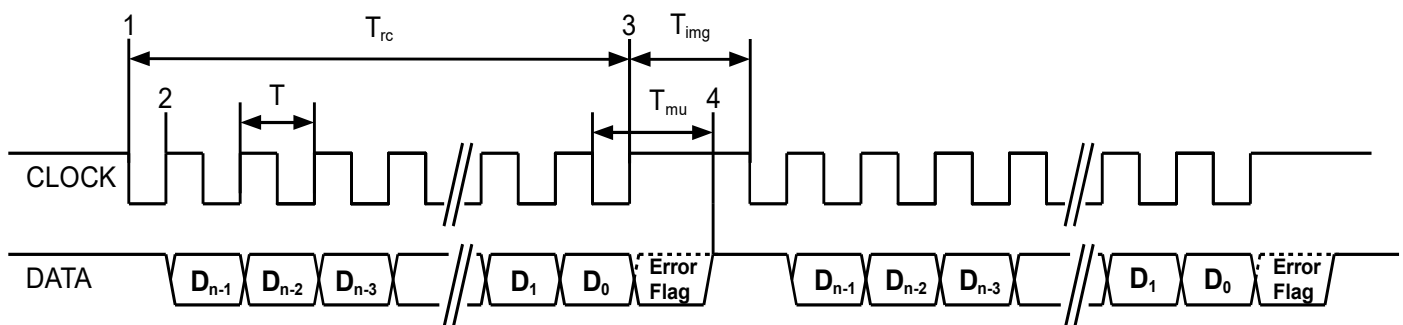 1 T_rc 3 T_img
2 T T_mu 4
CLOCK
DATA D_n-1 D_n-2 D_n-3 D_1 D_0 Error Flag D_n-1 D_n-2 D_n-3 D_1 D_0 Error Flag